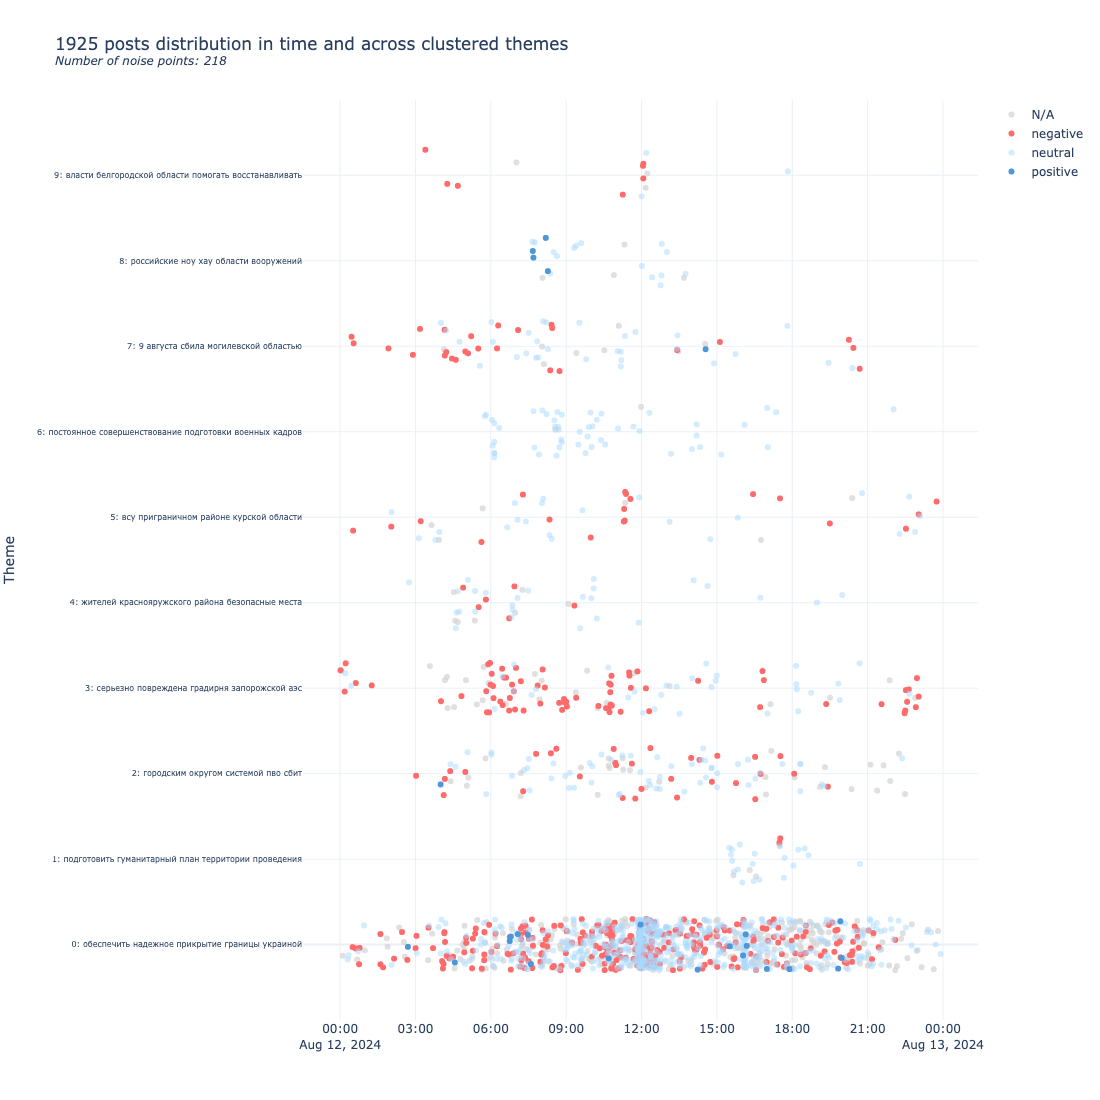 1925 posts distribution in time and across clustered themes
Number of noise points: 218
N/A
negative
neutral
positive
Theme
9: власти белгородской области помогать восстанавливать
8: российские ноу хау области вооружений
7: 9 августа сбила могилевской областью
6: постоянное совершенствование подготовки военных кадров
5: всу приграничном районе курской области
4: жителей краснояружского района безопасные места
3: серьезно повреждена градирня запорожской аэс
2: городским округом системой пво сбит
1: подготовить гуманитарный план территории проведения
0: обеспечить надежное прикрытие границы украиной
00:00 03:00 06:00 09:00 12:00 15:00 18:00 21:00 00:00
Aug 12, 2024 Aug 13, 2024